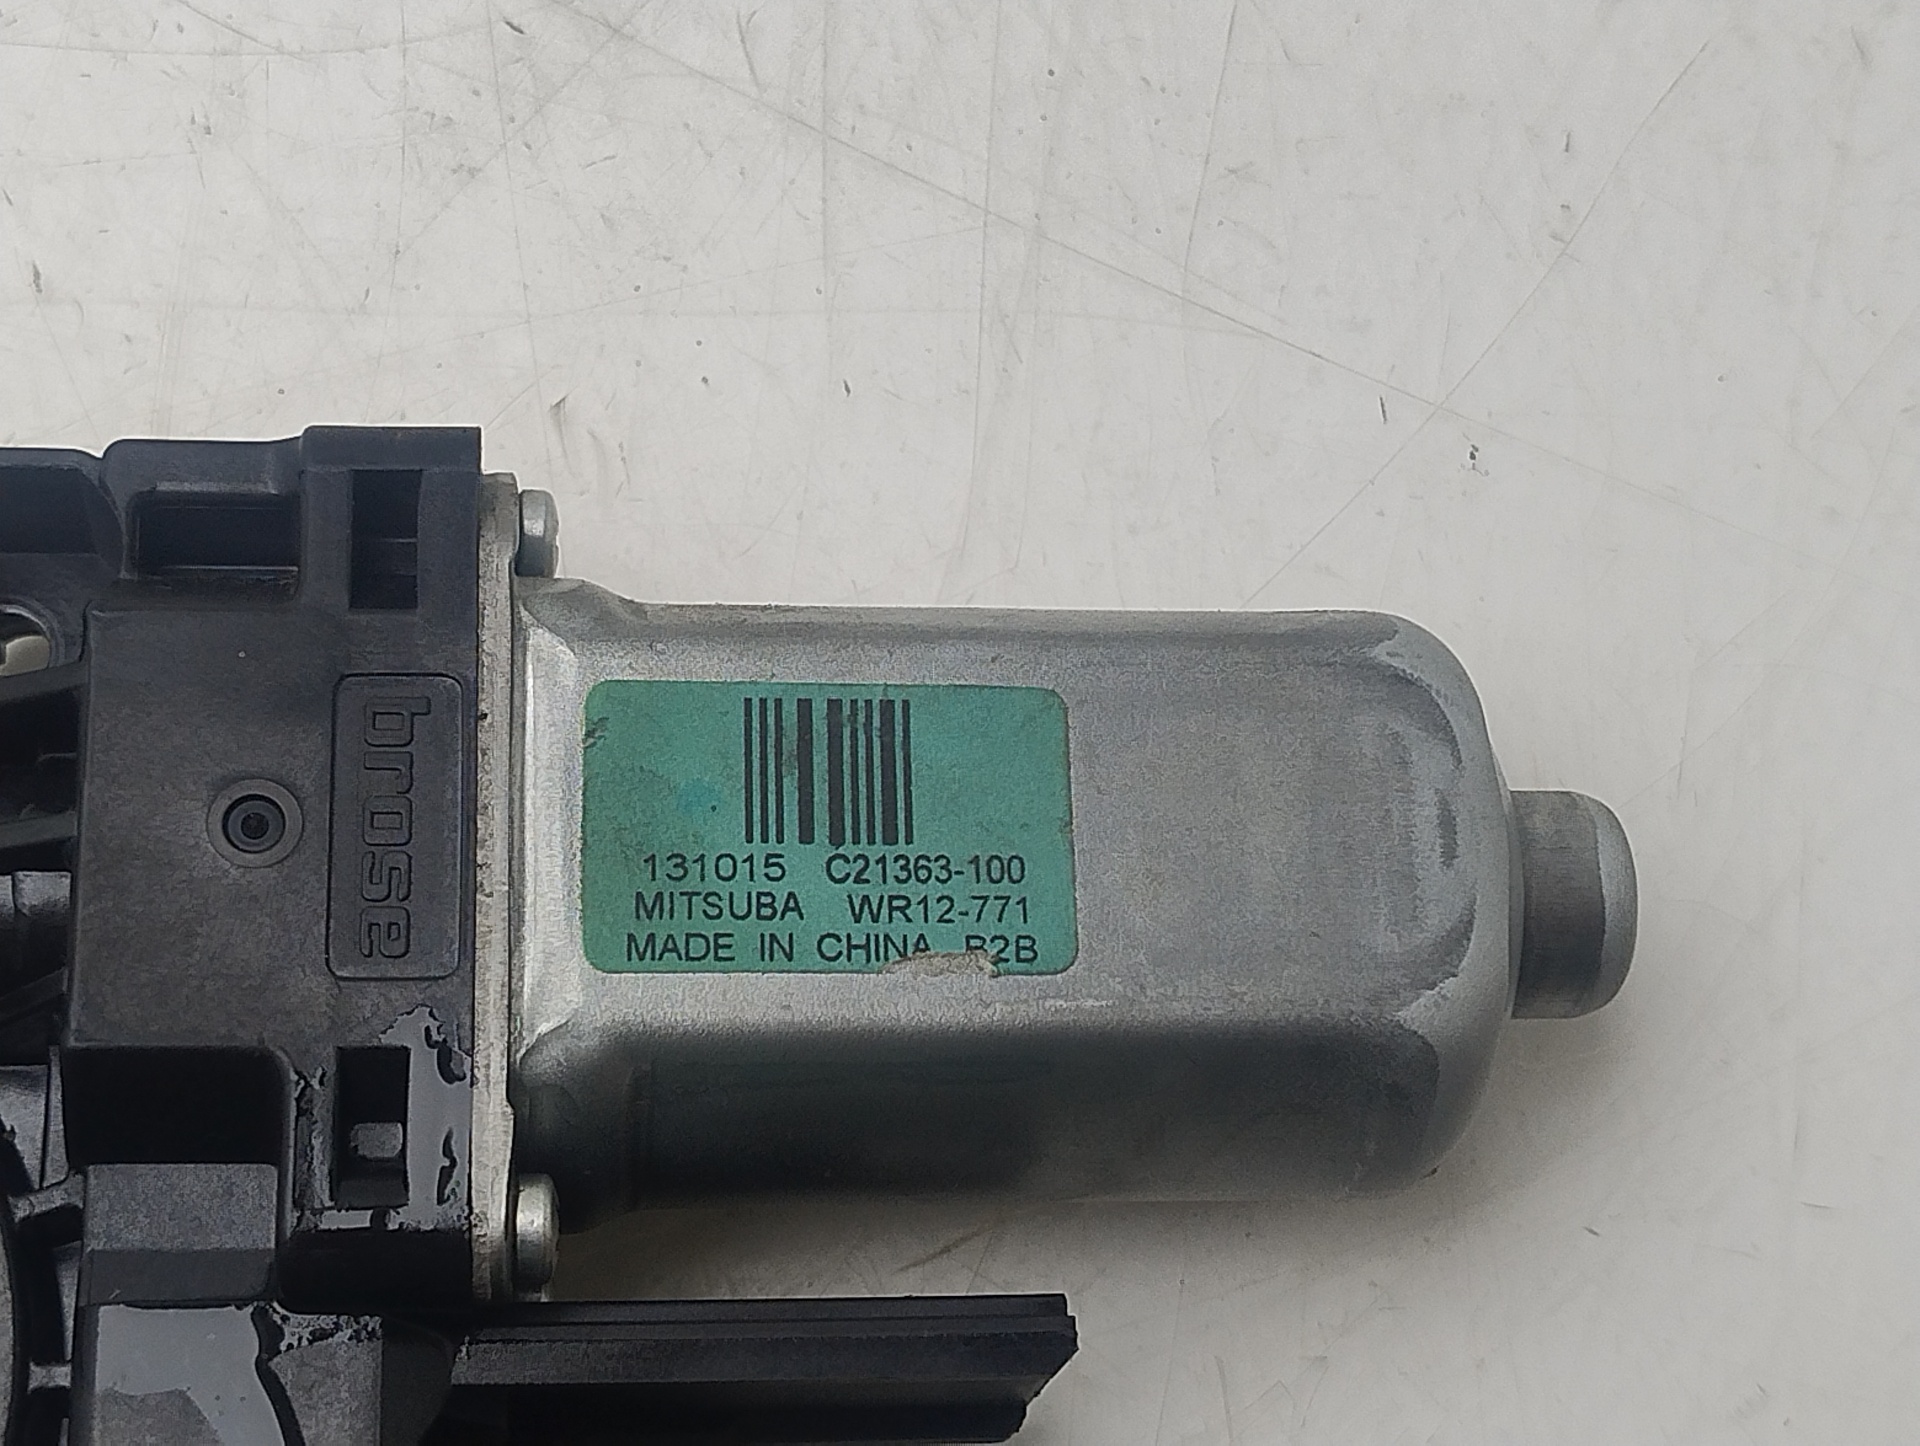 brose
131015 C21363-100
MITSUBA WR12-771
MADE IN CHINA B2B